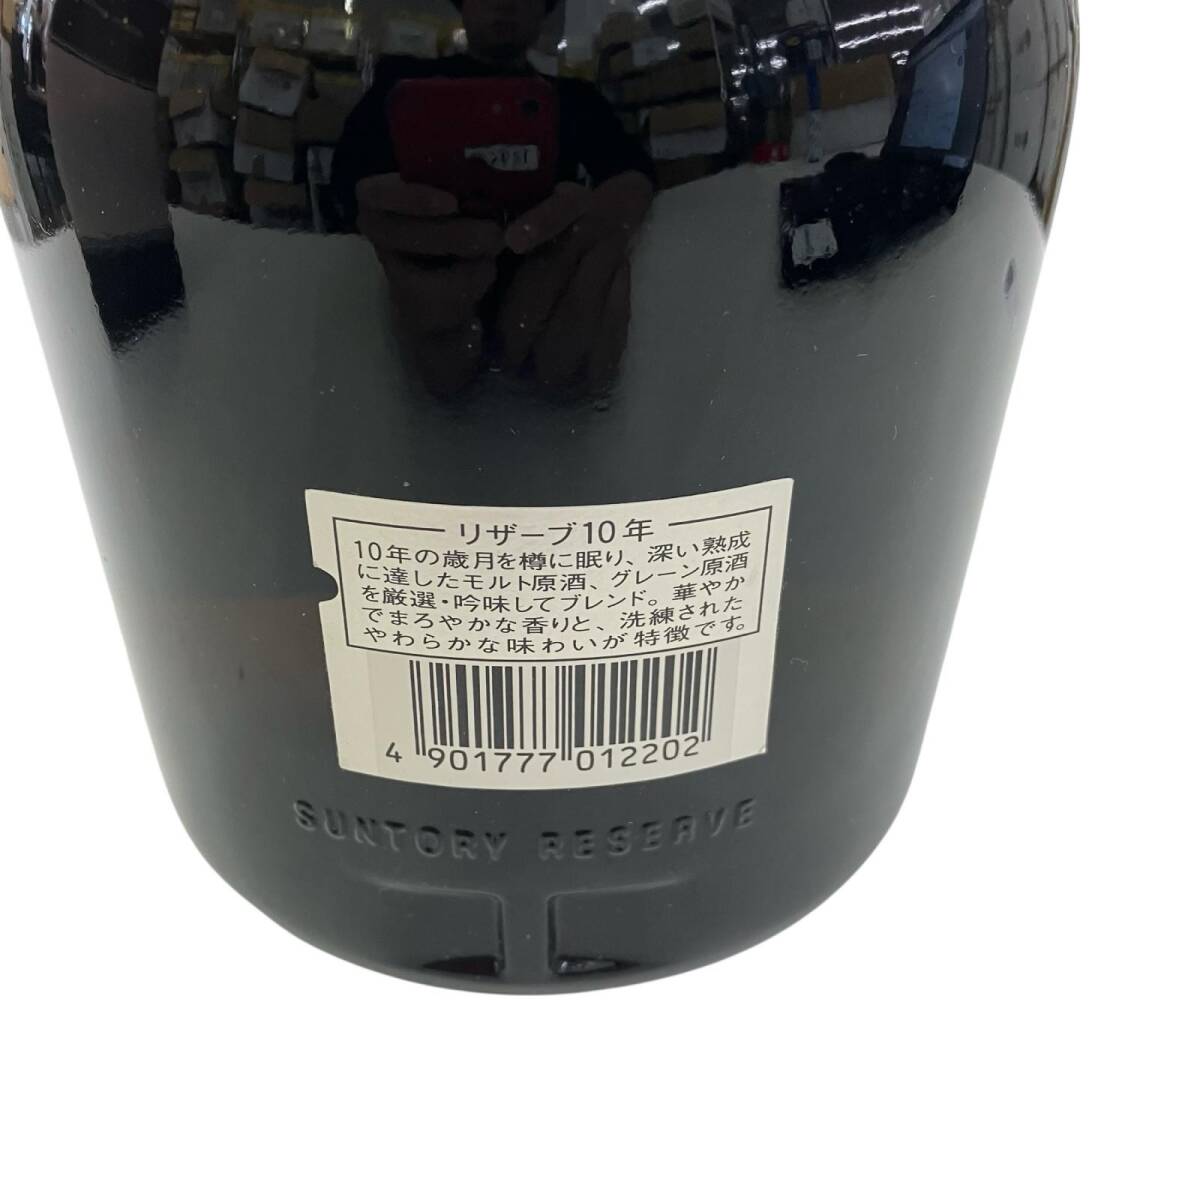 リザーブ10年
10年の歳月を樽に眠り、深い熟成
に達したモルト原酒、グレーン原酒
を厳選・吟味してブレンド。華やか
でまろやかな香りと、洗練された
やわらかな味わいが特徴です。
4 901777 012202
SUNTORY RESERVE